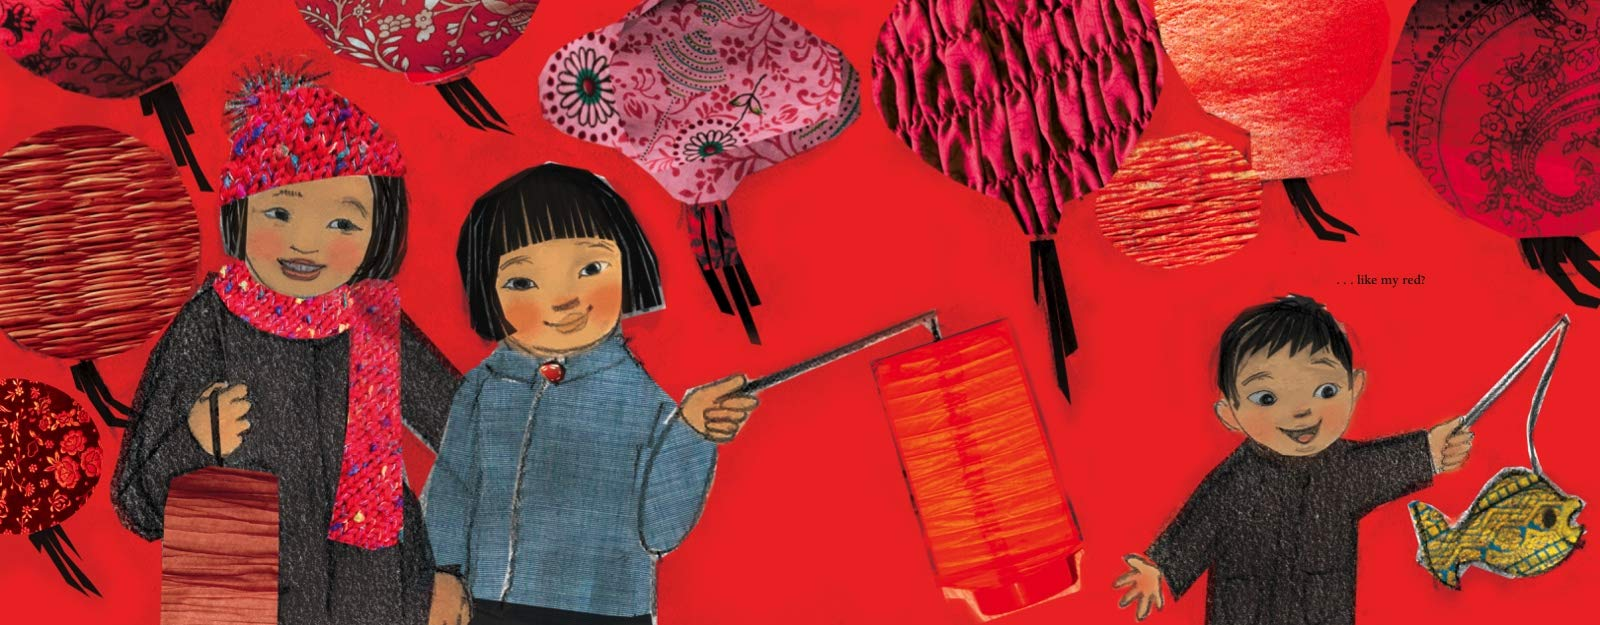 . . . like my red?